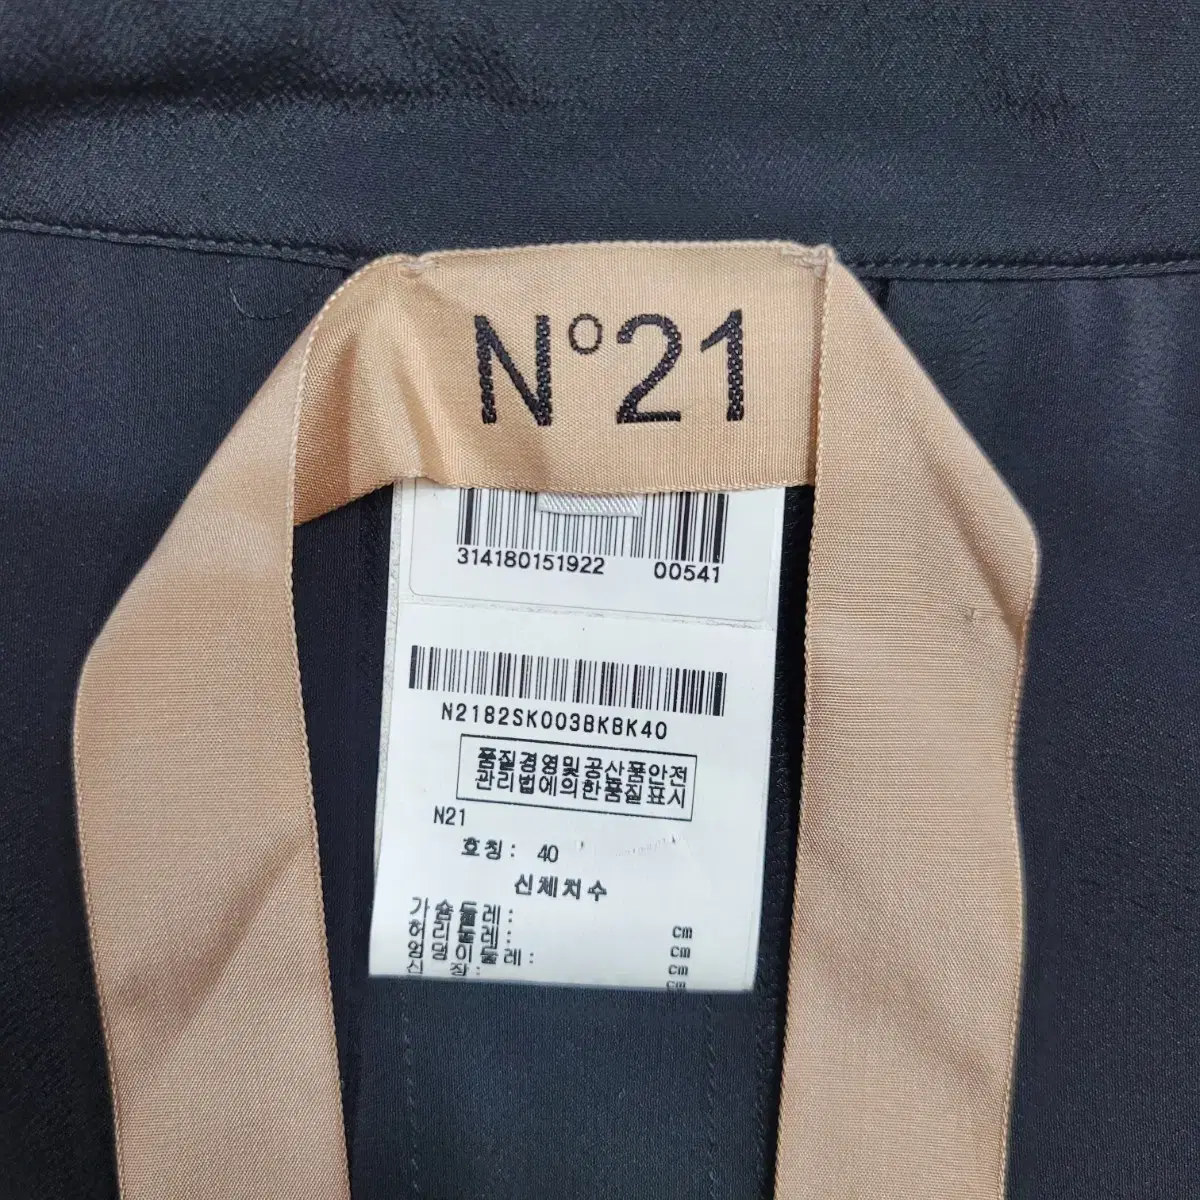 N°21
314180151922 00541
N2182SK003BKBK40
품질경영및공산품안전
관리법에의한품질표시
N21
호칭: 40
신체치수
가슴둘레: cm
허리둘레: cm
엉덩이둘레: cm
신 장: cm